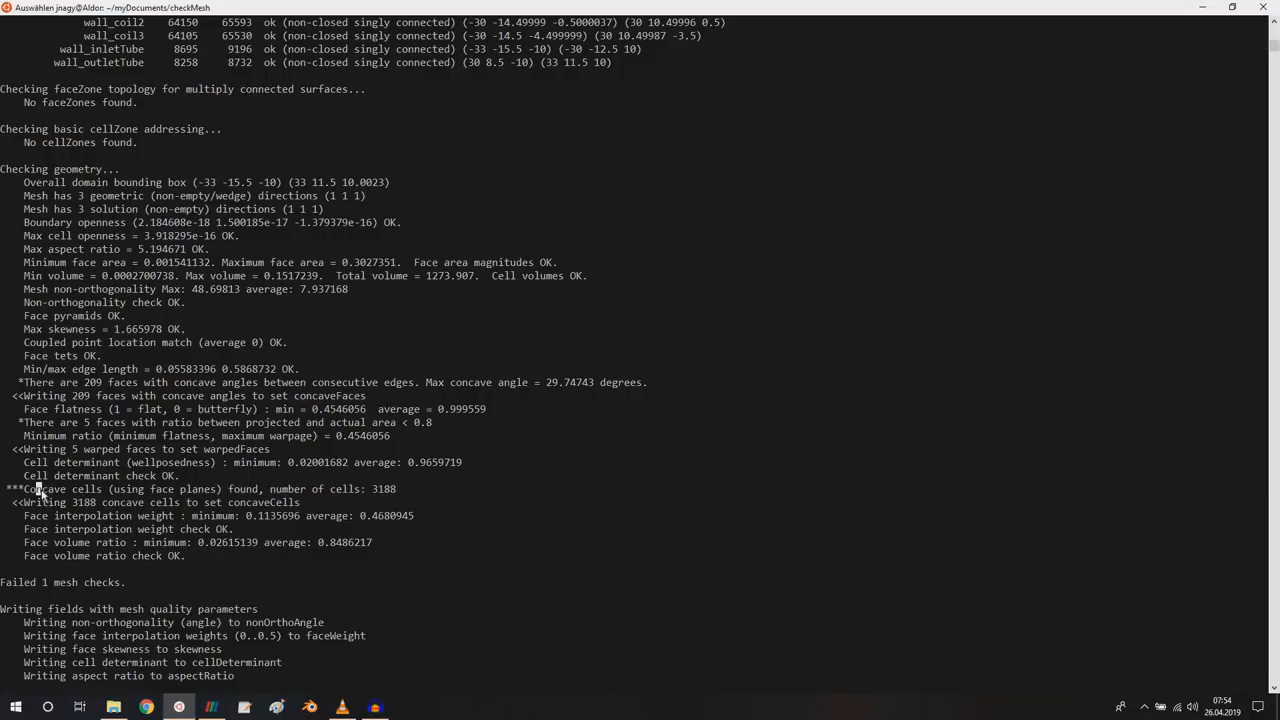 Auswählen jnagy@Aldor: ~/myDocuments/checkMesh
wall_coil2 64150 65593 ok (non-closed singly connected) (-30 -14.49999 -0.5000037) (30 10.49996 0.5)
wall_coil3 64105 65530 ok (non-closed singly connected) (-30 -14.5 -4.499999) (30 10.49987 -3.5)
wall_inletTube 8695 9196 ok (non-closed singly connected) (-33 -15.5 -10) (-30 -12.5 10)
wall_outletTube 8258 8732 ok (non-closed singly connected) (30 8.5 -10) (33 11.5 10)
Checking faceZone topology for multiply connected surfaces...
No faceZones found.
Checking basic cellZone addressing...
No cellZones found.
Checking geometry...
Overall domain bounding box (-33 -15.5 -10) (33 11.5 10.0023)
Mesh has 3 geometric (non-empty/wedge) directions (1 1 1)
Mesh has 3 solution (non-empty) directions (1 1 1)
Boundary openness (2.184608e-18 1.500185e-17 -1.379379e-16) OK.
Max cell openness = 3.918295e-16 OK.
Max aspect ratio = 5.194671 OK.
Minimum face area = 0.001541132. Maximum face area = 0.3027351. Face area magnitudes OK.
Min volume = 0.0002700738. Max volume = 0.1517239. Total volume = 1273.907. Cell volumes OK.
Mesh non-orthogonality Max: 48.69813 average: 7.937168
Non-orthogonality check OK.
Face pyramids OK.
Max skewness = 1.665978 OK.
Coupled point location match (average 0) OK.
Face tets OK.
Min/max edge length = 0.05583396 0.5868732 OK.
*There are 209 faces with concave angles between consecutive edges. Max concave angle = 29.74743 degrees.
<<Writing 209 faces with concave angles to set concaveFaces
Face flatness (1 = flat, 0 = butterfly) : min = 0.4546056 average = 0.999559
*There are 5 faces with ratio between projected and actual area < 0.8
Minimum ratio (minimum flatness, maximum warpage) = 0.4546056
<<Writing 5 warped faces to set warpedFaces
Cell determinant (wellposedness) : minimum: 0.02001682 average: 0.9659719
Cell determinant check OK.
***Concave cells (using face planes) found, number of cells: 3188
<<Writing 3188 concave cells to set concaveCells
Face interpolation weight : minimum: 0.1135696 average: 0.4680945
Face interpolation weight check OK.
Face volume ratio : minimum: 0.02615139 average: 0.8486217
Face volume ratio check OK.
Failed 1 mesh checks.
Writing fields with mesh quality parameters
Writing non-orthogonality (angle) to nonOrthoAngle
Writing face interpolation weights (0..0.5) to faceWeight
Writing face skewness to skewness
Writing cell determinant to cellDeterminant
Writing aspect ratio to aspectRatio
07:54
26.04.2019